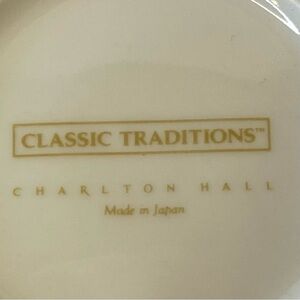 CLASSIC TRADITIONS™
CHARLTON HALL
Made in Japan